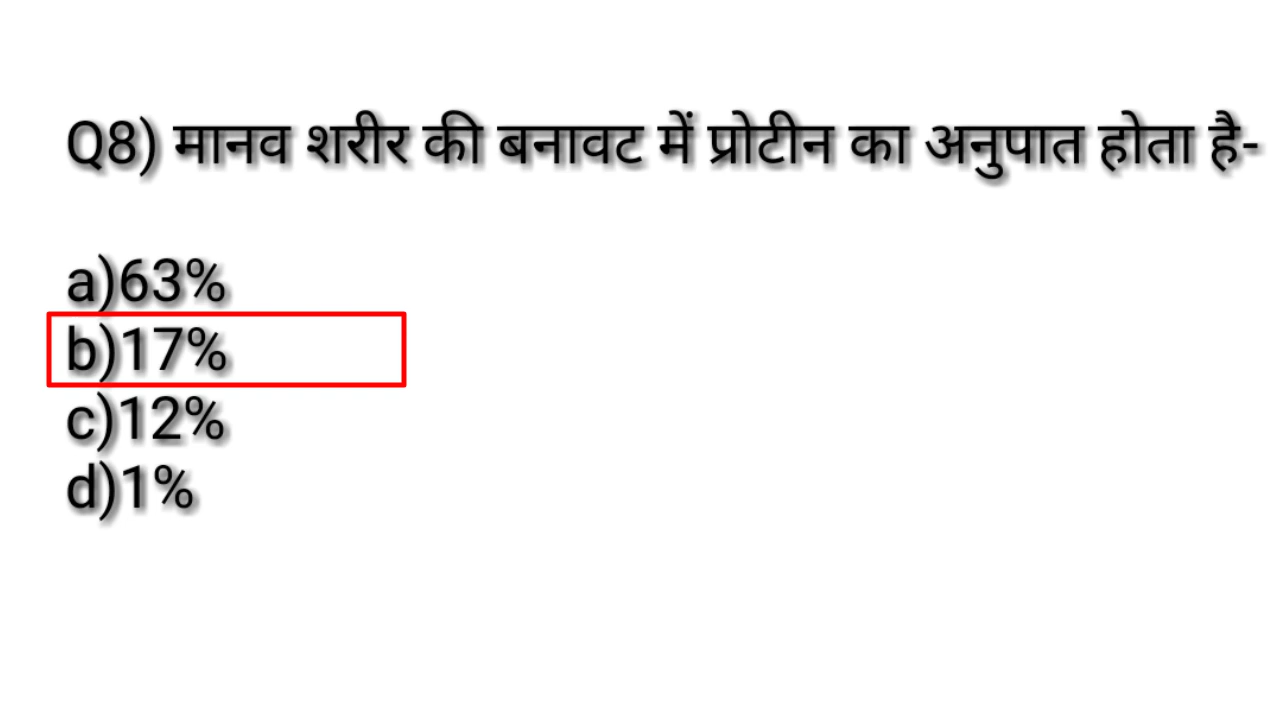 Q8) मानव शरीर की बनावट में प्रोटीन का अनुपात होता है-
a)63%
b)17%
c)12%
d)1%